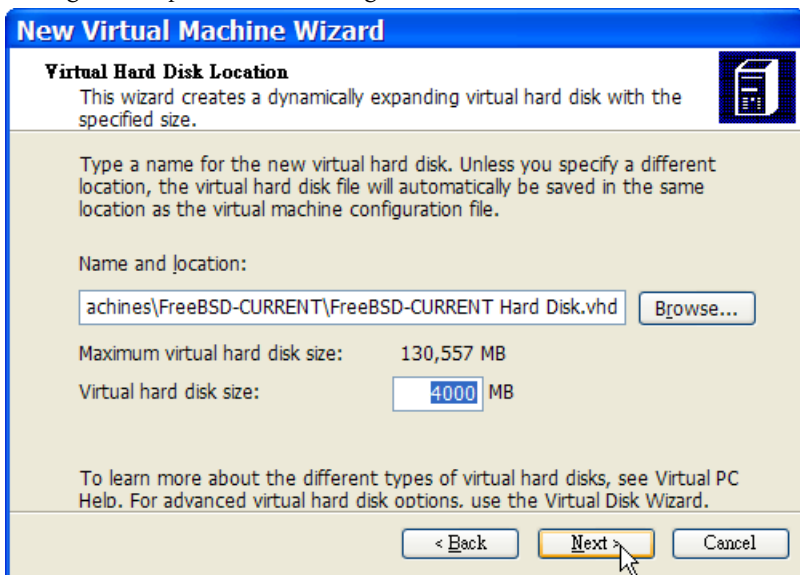 New Virtual Machine Wizard
Virtual Hard Disk Location
This wizard creates a dynamically expanding virtual hard disk with the
specified size.
Type a name for the new virtual hard disk. Unless you specify a different
location, the virtual hard disk file will automatically be saved in the same
location as the virtual machine configuration file.
Name and location:
achines\FreeBSD-CURRENT\FreeBSD-CURRENT Hard Disk.vhd Browse...
Maximum virtual hard disk size: 130,557 MB
Virtual hard disk size: 4000 MB
To learn more about the different types of virtual hard disks, see Virtual PC
Help. For advanced virtual hard disk options, use the Virtual Disk Wizard.
< Back Next > Cancel